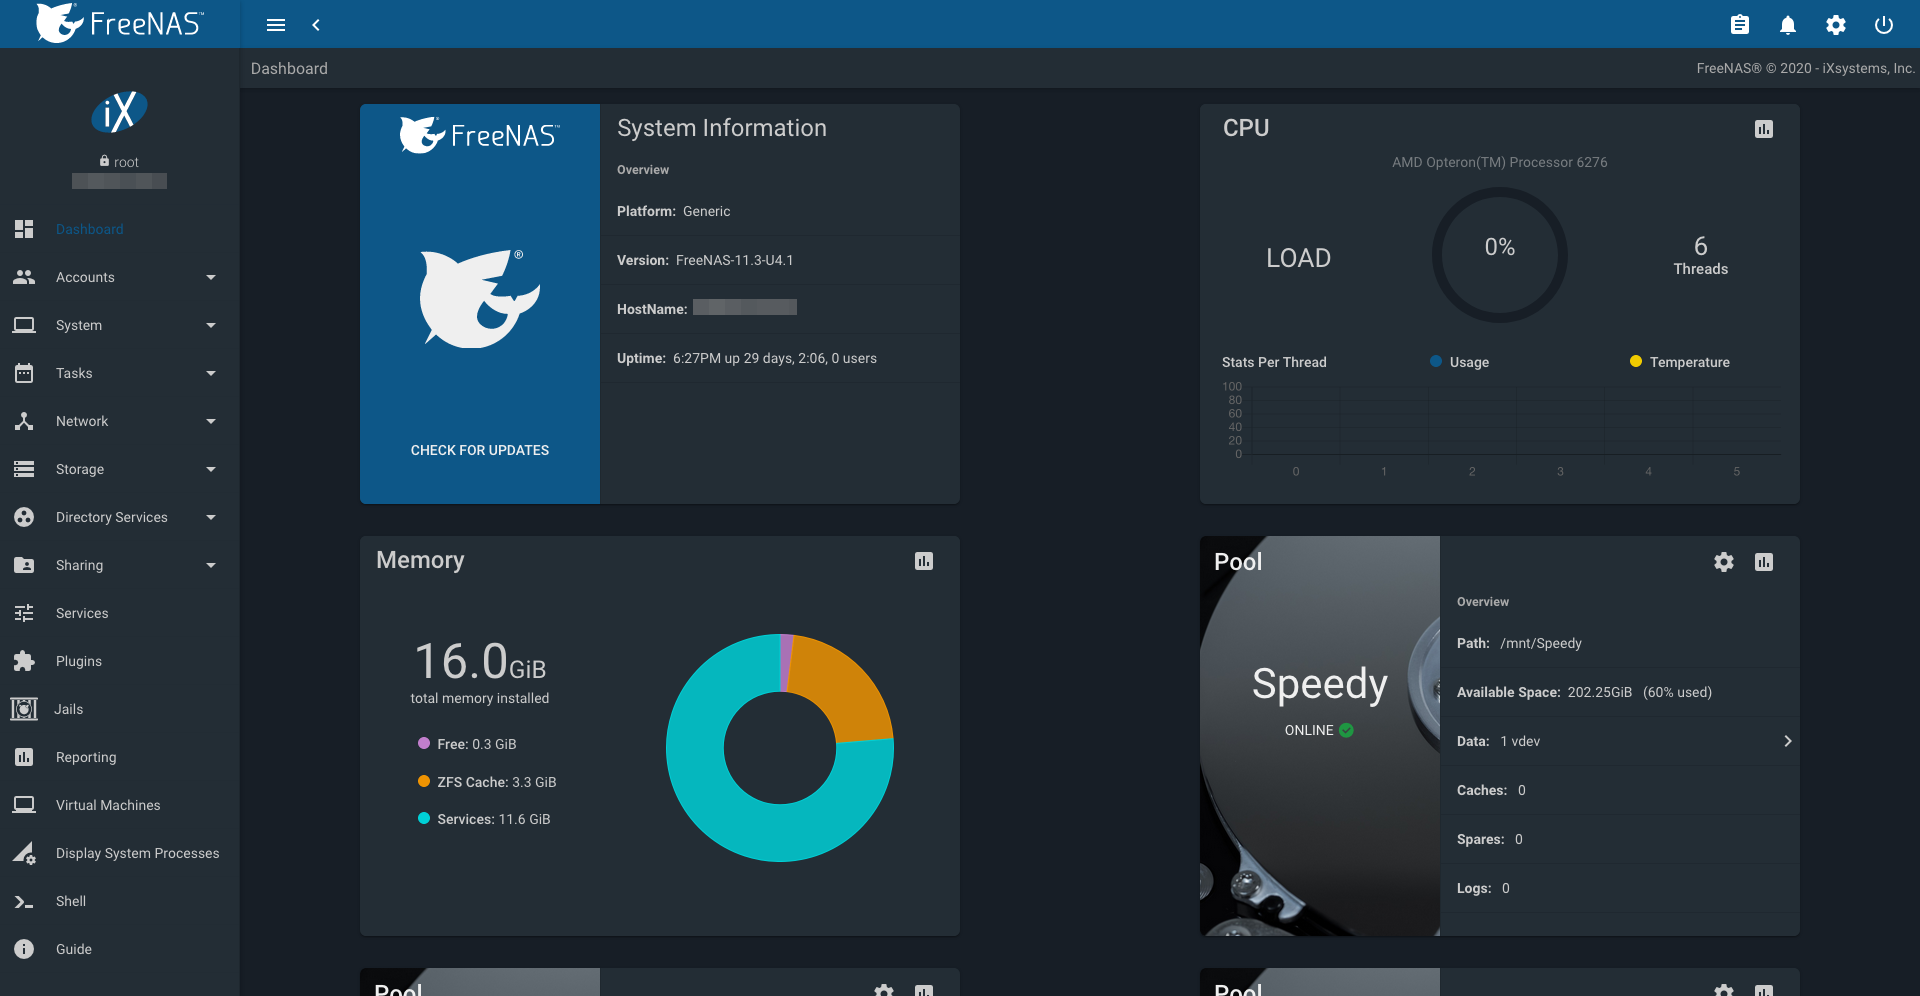 FreeNAS™
Dashboard
FreeNAS® © 2020 - iXsystems, Inc.
iX
root
Dashboard
Accounts
System
Tasks
Network
Storage
Directory Services
Sharing
Services
Plugins
Jails
Reporting
Virtual Machines
Display System Processes
Shell
Guide
FreeNAS™
®
CHECK FOR UPDATES
System Information
Overview
Platform: Generic
Version: FreeNAS-11.3-U4.1
HostName:
Uptime: 6:27PM up 29 days, 2:06, 0 users
CPU
AMD Opteron(TM) Processor 6276
LOAD
0%
6
Threads
Stats Per Thread
Usage
Temperature
100
80
60
40
20
0
0 1 2 3 4 5
Memory
16.0GiB
total memory installed
Free: 0.3 GiB
ZFS Cache: 3.3 GiB
Services: 11.6 GiB
Pool
Speedy
ONLINE
Overview
Path: /mnt/Speedy
Available Space: 202.25GiB (60% used)
Data: 1 vdev
Caches: 0
Spares: 0
Logs: 0
Pool
Pool